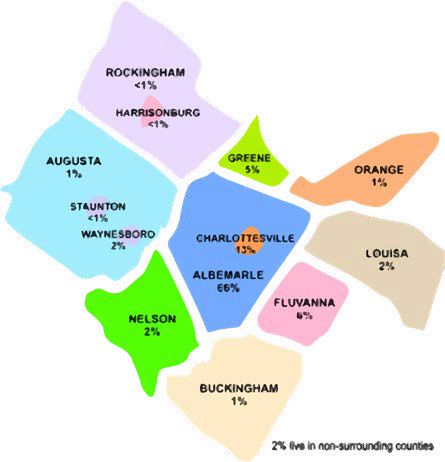 ROCKINGHAM
<1%
HARRISONBURG
<1%
AUGUSTA
1%
GREENE
5%
ORANGE
1%
STAUNTON
<1%
WAYNESBORO
2%
CHARLOTTESVILLE
13%
LOUISA
2%
ALBEMARLE
66%
FLUVANNA
6%
NELSON
2%
BUCKINGHAM
1%
2% live in non-surrounding counties